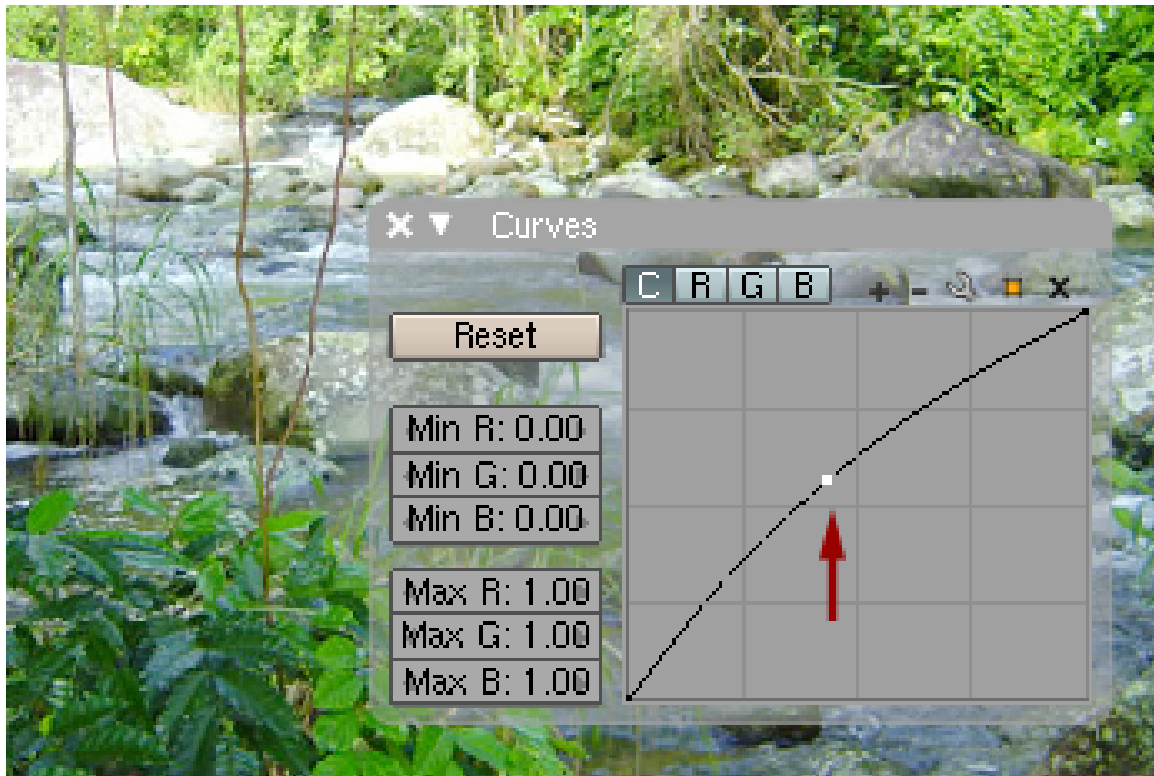 Curves
C R G B
Reset
Min R: 0.00
Min G: 0.00
Min B: 0.00
Max R: 1.00
Max G: 1.00
Max B: 1.00